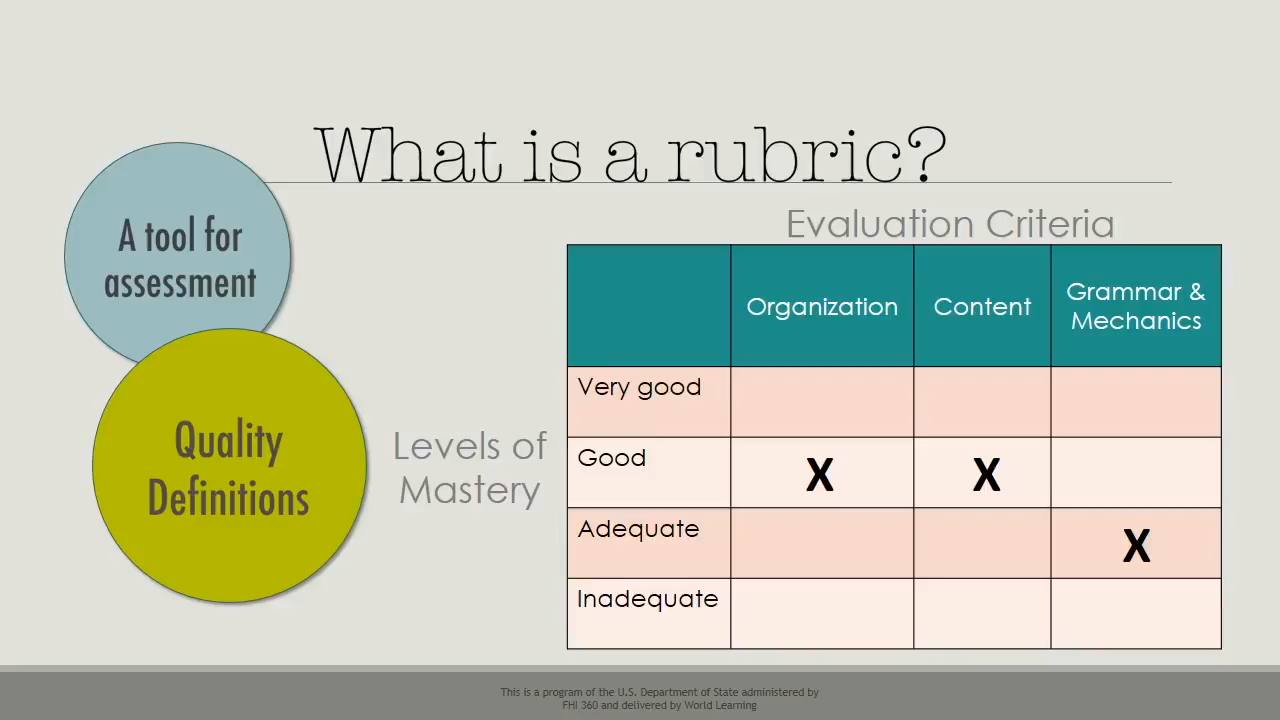 What is a rubric?
A tool for
assessment
Quality
Definitions
Levels of
Mastery
Evaluation Criteria
Organization Content Grammar &
Mechanics
Very good
Good X X
Adequate X
Inadequate
This is a program of the U.S. Department of State administered by
FHI 360 and delivered by World Learning